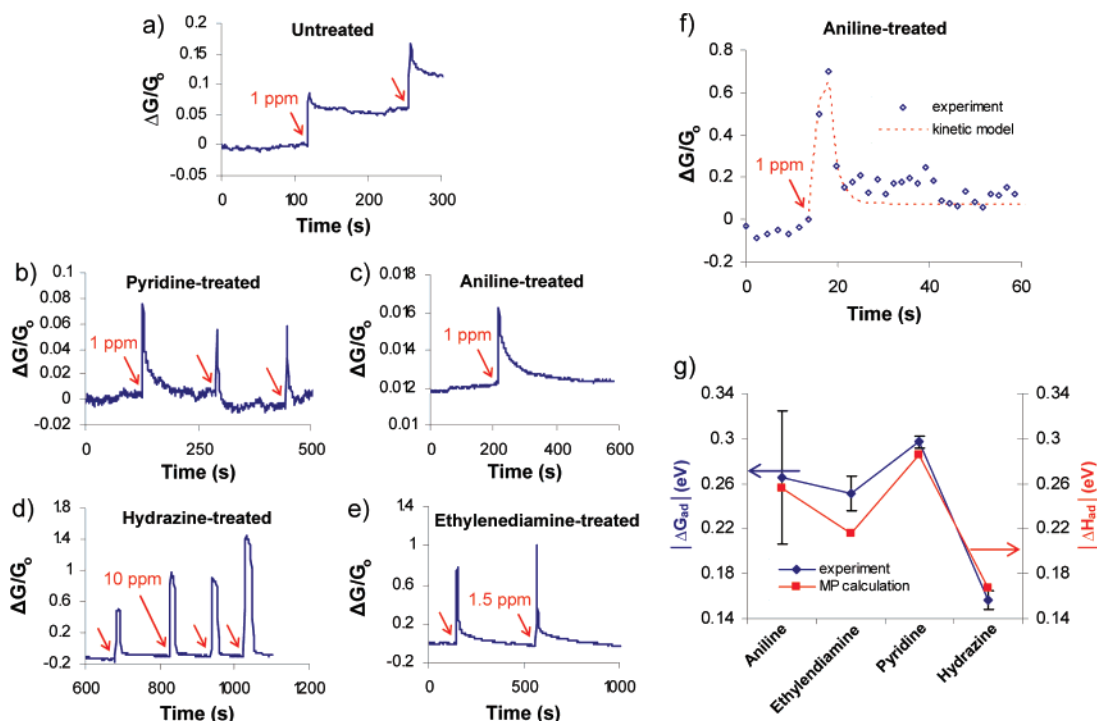 a)
Untreated
0.2
0.15
0.1
0.05
0
-0.05
ΔG/Go
1 ppm
0
100
200
300
Time (s)
b)
Pyridine-treated
0.1
0.08
0.06
0.04
0.02
0
-0.02
ΔG/Go
1 ppm
0
250
500
Time (s)
c)
Aniline-treated
0.018
0.016
0.014
0.012
0.01
ΔG/Go
1 ppm
0
200
400
600
Time (s)
d)
Hydrazine-treated
1.8
1.4
1
0.6
0.2
-0.2
ΔG/Go
10 ppm
600
800
1000
1200
Time (s)
e)
Ethylenediamine-treated
1.4
1
0.6
0.2
-0.2
ΔG/Go
1.5 ppm
0
500
1000
Time (s)
f)
Aniline-treated
0.8
0.6
0.4
0.2
0
-0.2
ΔG/Go
experiment
kinetic model
1 ppm
0
20
40
60
Time (s)
g)
0.34
0.3
0.26
0.22
0.18
0.14
|ΔGad| (eV)
experiment
MP calculation
0.34
0.3
0.26
0.22
0.18
0.14
|ΔHad| (eV)
Aniline
Ethylendiamine
Pyridine
Hydrazine